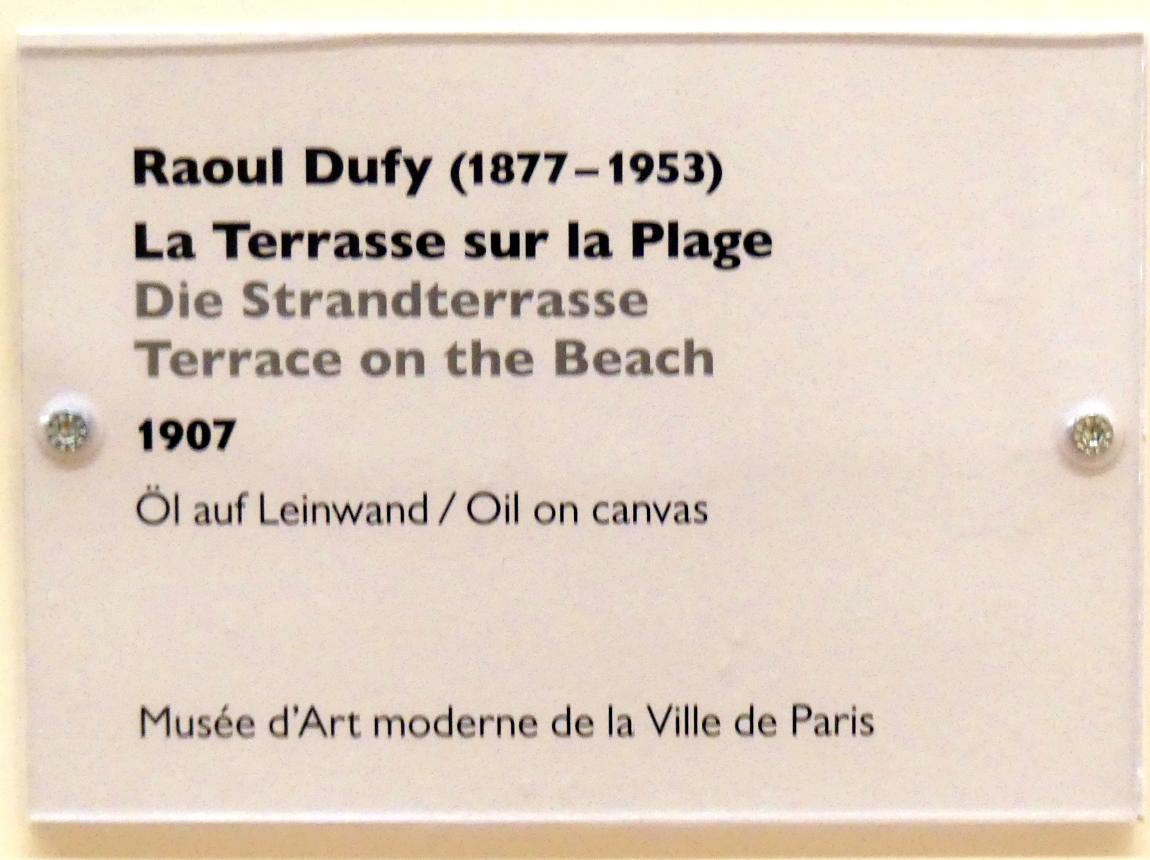 Raoul Dufy (1877–1953)
La Terrasse sur la Plage
Die Strandterrasse
Terrace on the Beach
1907
Öl auf Leinwand / Oil on canvas
Musée d’Art moderne de la Ville de Paris